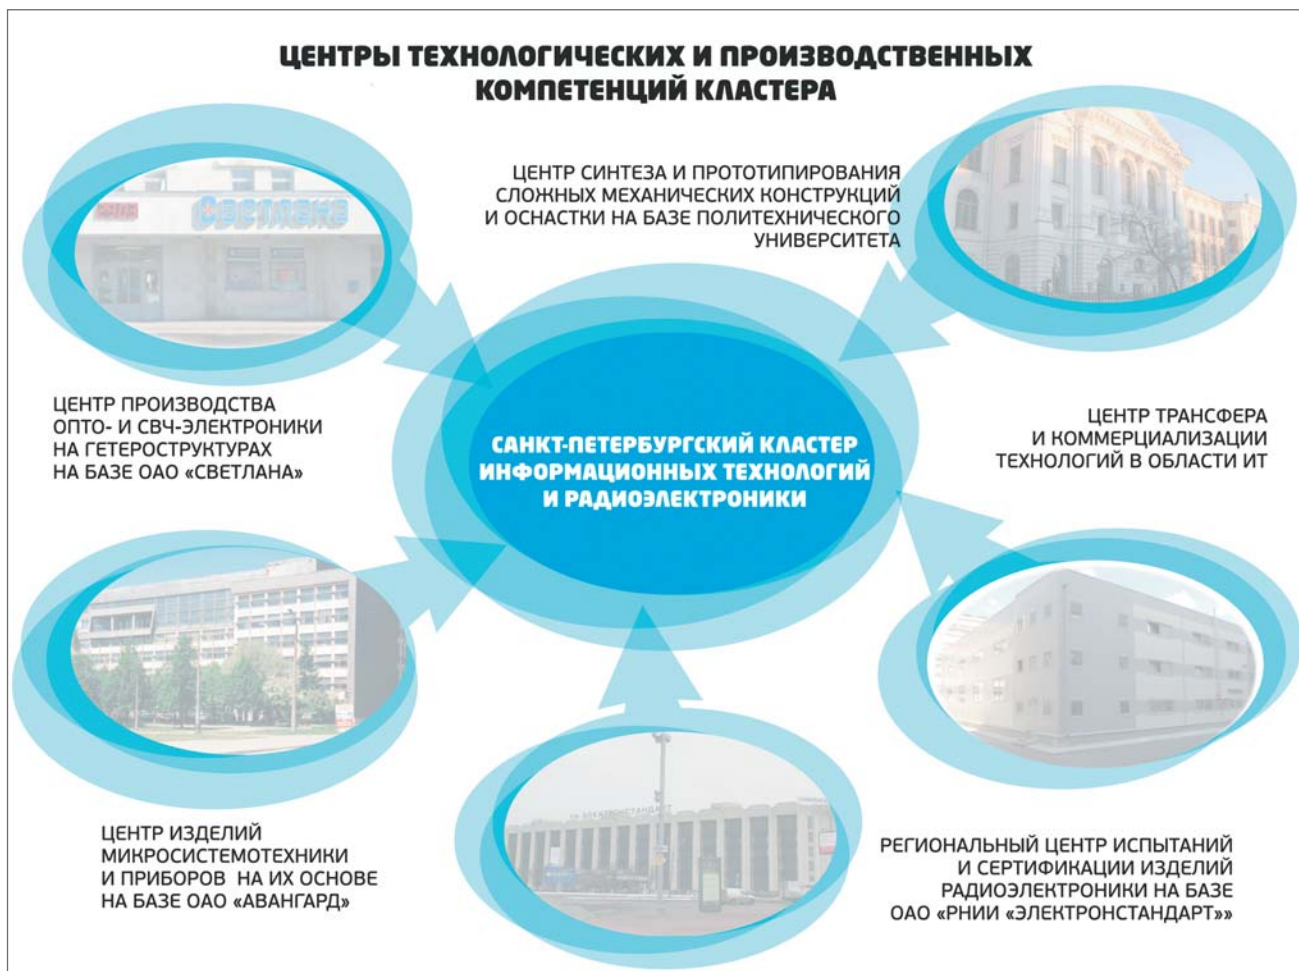 ЦЕНТРЫ ТЕХНОЛОГИЧЕСКИХ И ПРОИЗВОДСТВЕННЫХ
КОМПЕТЕНЦИЙ КЛАСТЕРА
Светлана
ЦЕНТР СИНТЕЗА И ПРОТОТИПИРОВАНИЯ
СЛОЖНЫХ МЕХАНИЧЕСКИХ КОНСТРУКЦИЙ
И ОСНАСТКИ НА БАЗЕ ПОЛИТЕХНИЧЕСКОГО
УНИВЕРСИТЕТА
ЦЕНТР ПРОИЗВОДСТВА
ОПТО- И СВЧ-ЭЛЕКТРОНИКИ
НА ГЕТЕРОСТРУКТУРАХ
НА БАЗЕ ОАО «СВЕТЛАНА»
САНКТ-ПЕТЕРБУРГСКИЙ КЛАСТЕР
ИНФОРМАЦИОННЫХ ТЕХНОЛОГИЙ
И РАДИОЭЛЕКТРОНИКИ
ЦЕНТР ТРАНСФЕРА
И КОММЕРЦИАЛИЗАЦИИ
ТЕХНОЛОГИЙ В ОБЛАСТИ ИТ
ЭЛЕКТРОНСТАНДАРТ
ЦЕНТР ИЗДЕЛИЙ
МИКРОСИСТЕМОТЕХНИКИ
И ПРИБОРОВ НА ИХ ОСНОВЕ
НА БАЗЕ ОАО «АВАНГАРД»
РЕГИОНАЛЬНЫЙ ЦЕНТР ИСПЫТАНИЙ
И СЕРТИФИКАЦИИ ИЗДЕЛИЙ
РАДИОЭЛЕКТРОНИКИ НА БАЗЕ
ОАО «РНИИ «ЭЛЕКТРОНСТАНДАРТ»»